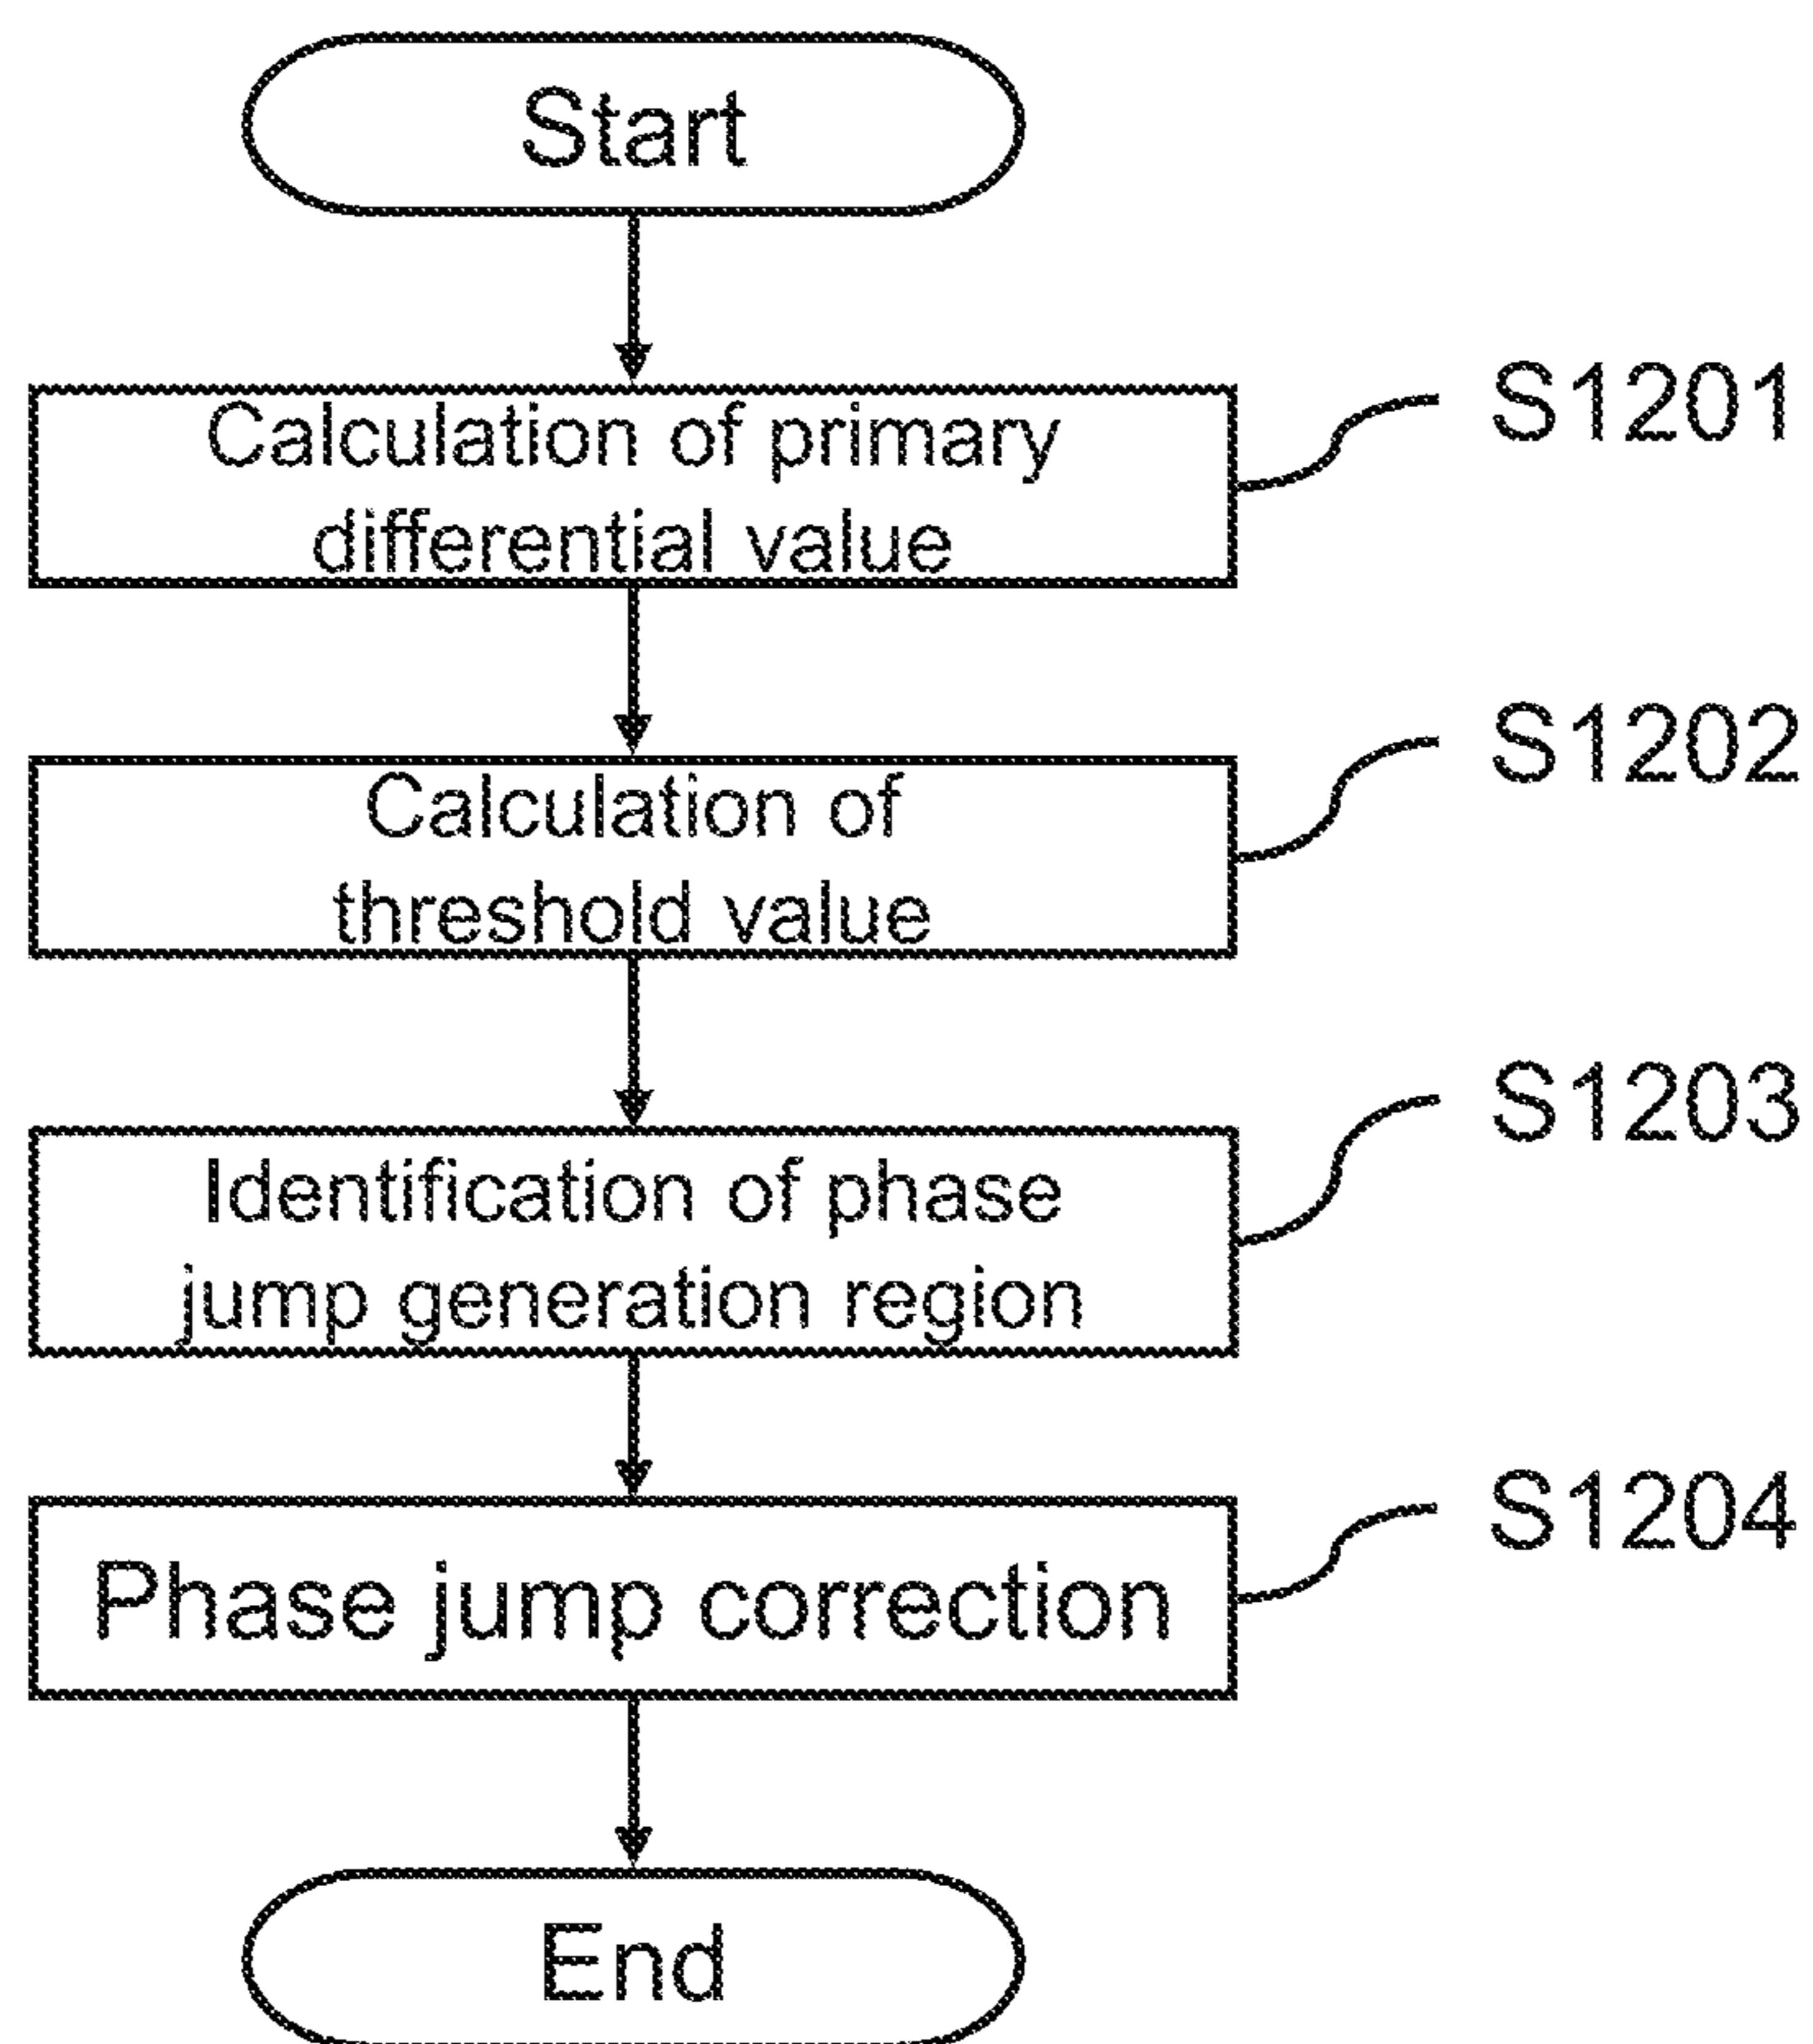 Start
Calculation of primary
differential value
S1201
Calculation of
threshold value
S1202
Identification of phase
jump generation region
S1203
Phase jump correction
S1204
End